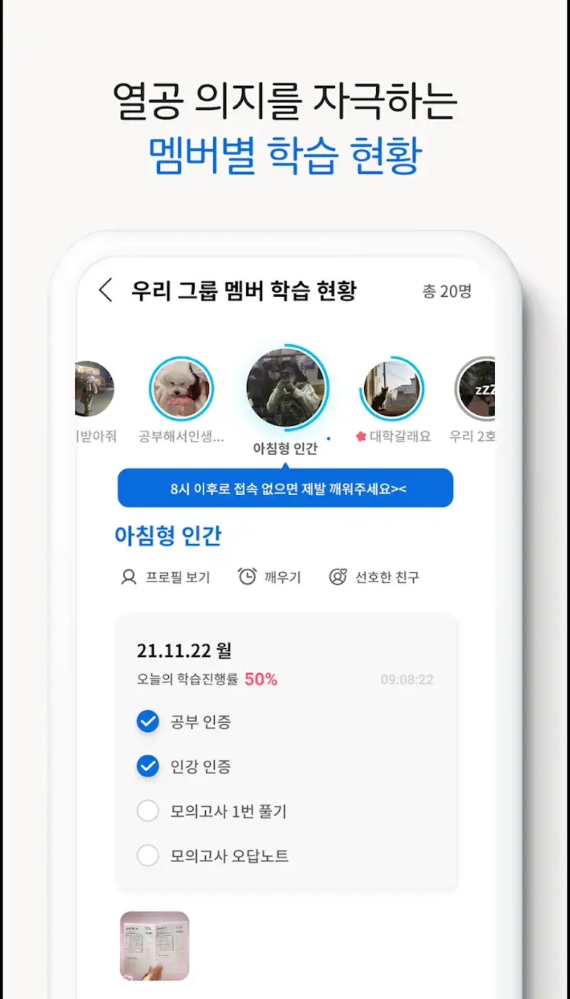 열공 의지를 자극하는
멤버별 학습 현황
우리 그룹 멤버 학습 현황
총 20명
zzZ
공부해서인생...
아침형 인간
대학갈래요
우리 2호
8시 이후로 접속 없으면 제발 깨워주세요><
아침형 인간
프로필 보기
깨우기
선호한 친구
21.11.22 월
오늘의 학습진행률 50%
09:08:22
공부 인증
인강 인증
모의고사 1번 풀기
모의고사 오답노트